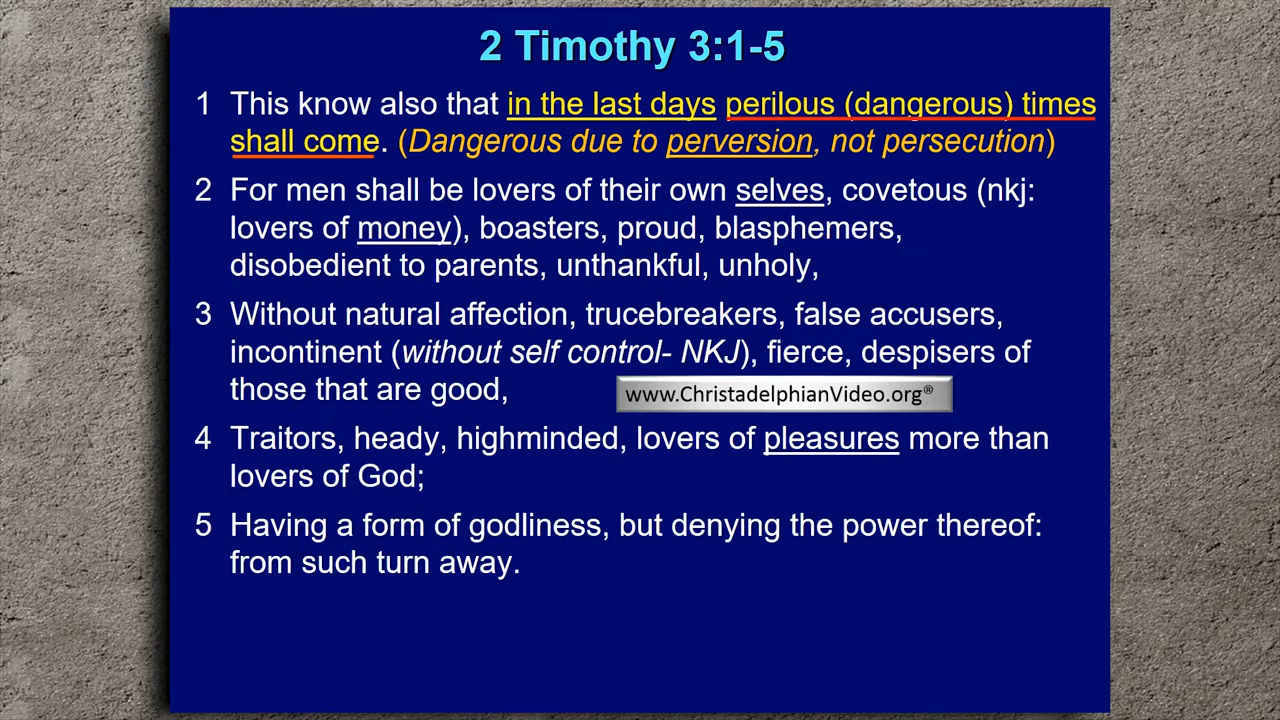 2 Timothy 3:1-5
1 This know also that in the last days perilous (dangerous) times
shall come. (Dangerous due to perversion, not persecution)
2 For men shall be lovers of their own selves, covetous (nkj:
lovers of money), boasters, proud, blasphemers,
disobedient to parents, unthankful, unholy,
3 Without natural affection, trucebreakers, false accusers,
incontinent (without self control- NKJ), fierce, despisers of
those that are good,
www.ChristadelphianVideo.org®
4 Traitors, heady, highminded, lovers of pleasures more than
lovers of God;
5 Having a form of godliness, but denying the power thereof:
from such turn away.